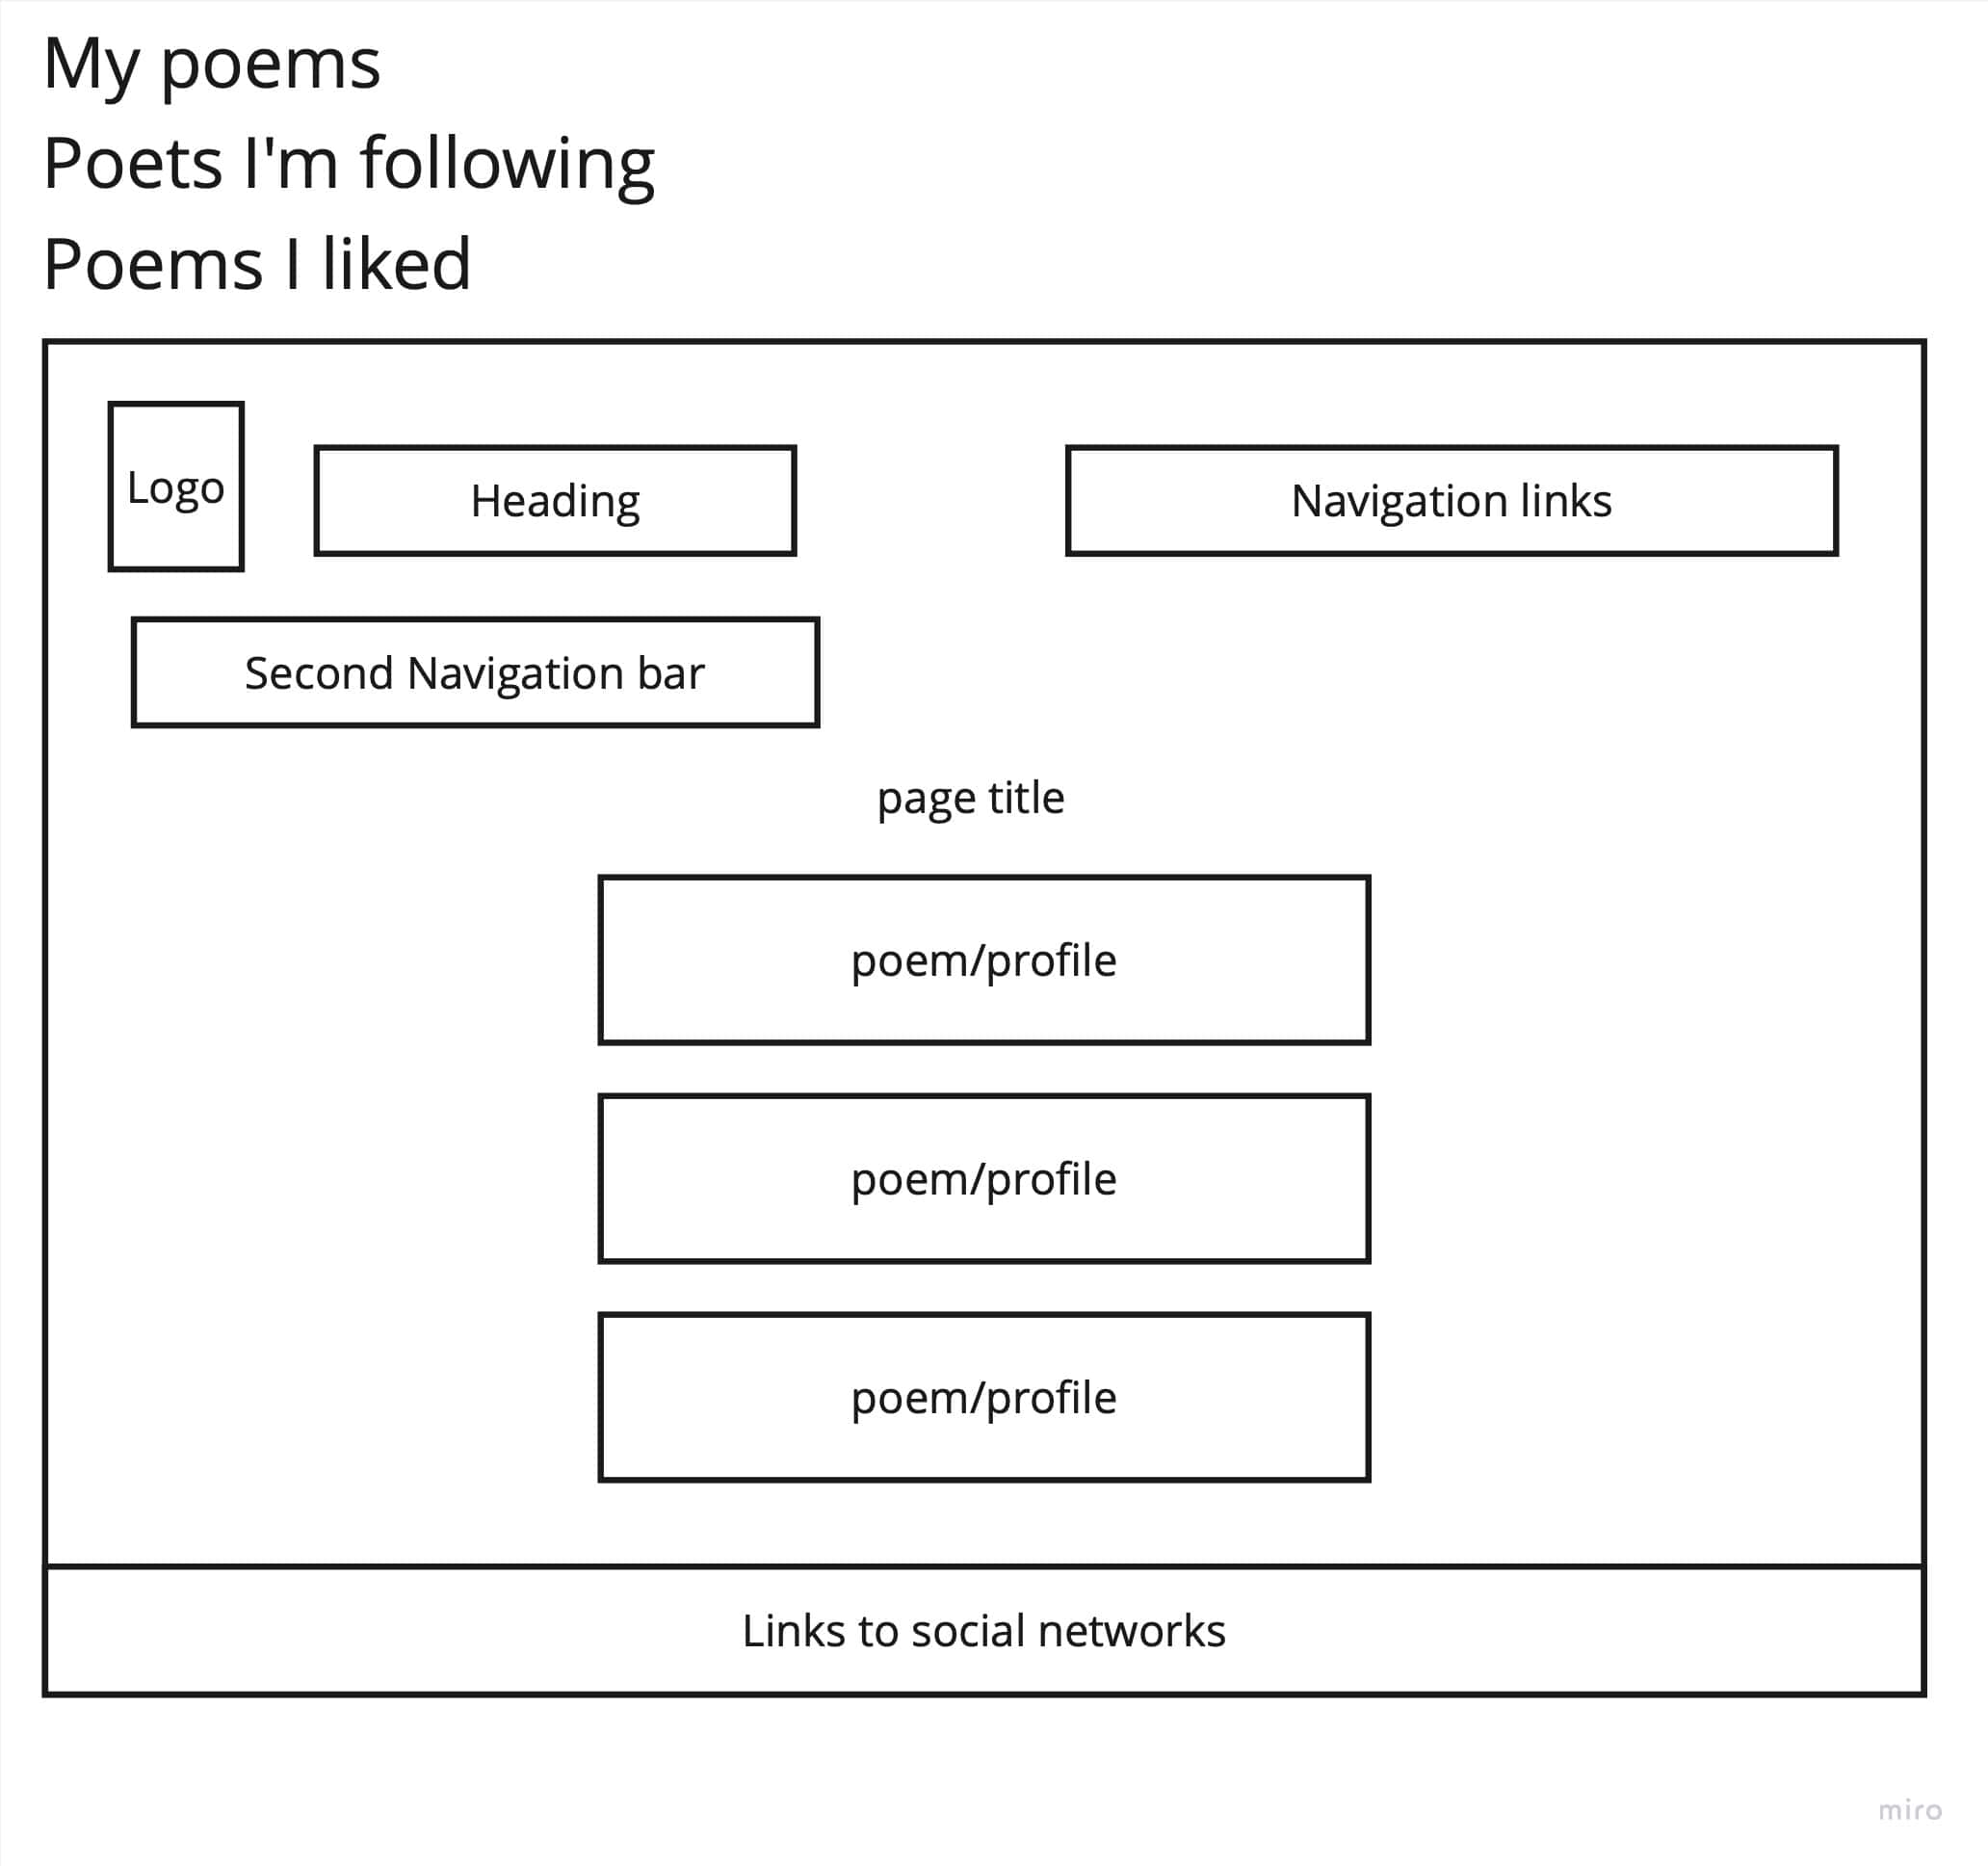 My poems
Poets I'm following
Poems I liked
Logo
Heading
Navigation links
Second Navigation bar
page title
poem/profile
poem/profile
poem/profile
Links to social networks
miro